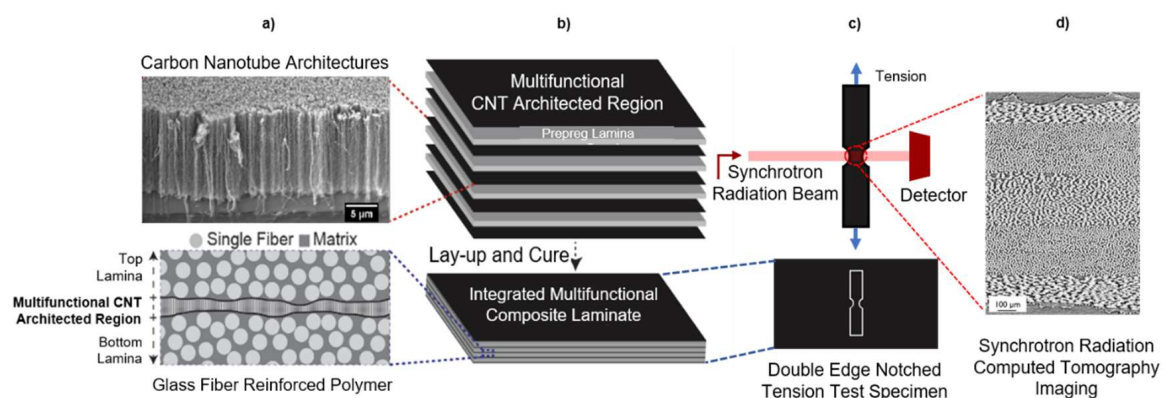 a)
Carbon Nanotube Architectures
5 µm
Single Fiber
Matrix
Top
Lamina
Multifunctional CNT
Architected Region
Bottom
Lamina
Glass Fiber Reinforced Polymer
b)
Multifunctional
CNT Architected Region
Prepreg Lamina
Lay-up and Cure
Integrated Multifunctional
Composite Laminate
c)
Tension
Synchrotron
Radiation Beam
Detector
Double Edge Notched
Tension Test Specimen
d)
100 µm
Synchrotron Radiation
Computed Tomography
Imaging